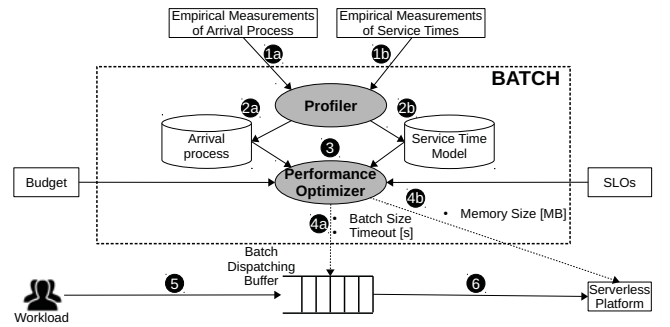 Empirical Measurements
of Arrival Process
Empirical Measurements
of Service Times
1a
1b
BATCH
Profiler
2a
2b
Arrival
process
3
Service Time
Model
Budget
Performance
Optimizer
SLOs
4a
4b
• Batch Size
• Timeout [s]
• Memory Size [MB]
Batch
Dispatching
Buffer
5
6
Workload
Serverless
Platform